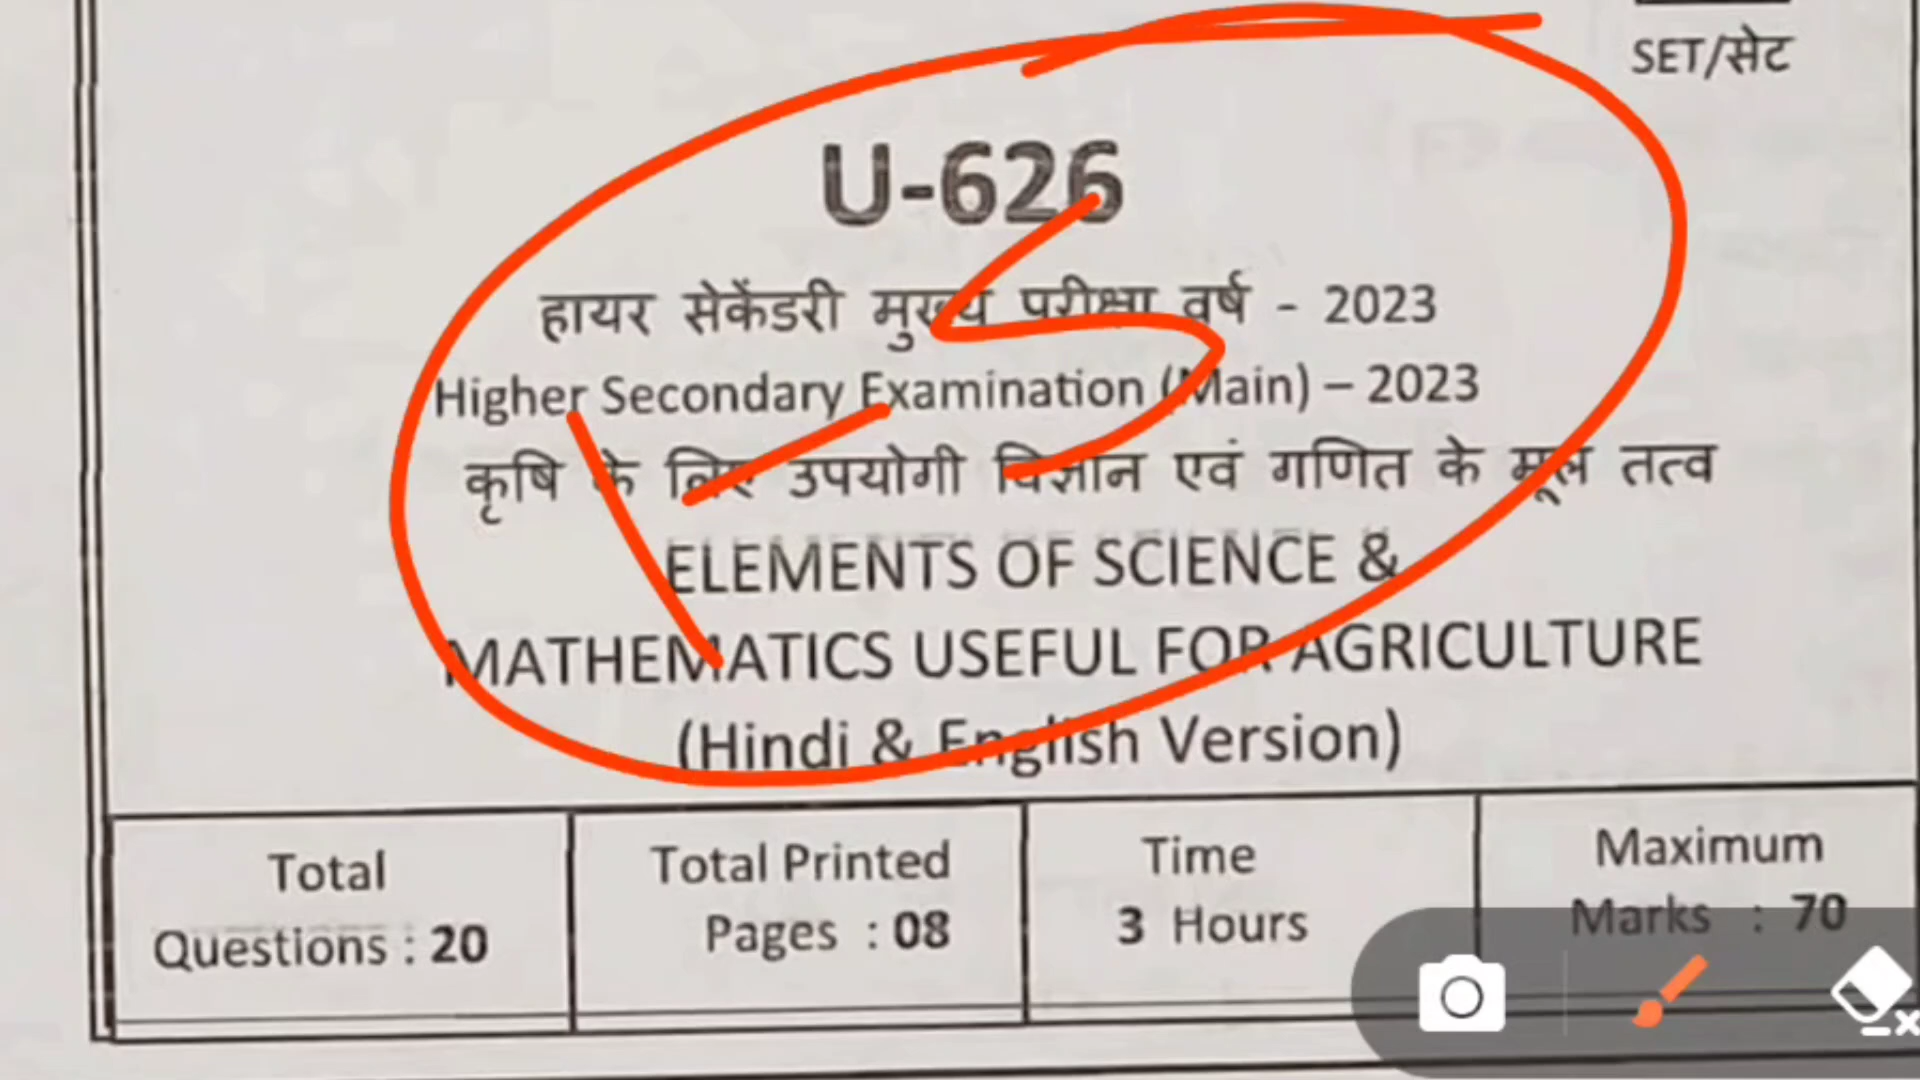 SET/सेट
U-626
हायर सेकेंडरी मुख्य परीक्षा वर्ष - 2023
Higher Secondary Examination (Main) – 2023
कृषि के लिए उपयोगी विज्ञान एवं गणित के मूल तत्व
ELEMENTS OF SCIENCE &
MATHEMATICS USEFUL FOR AGRICULTURE
(Hindi & English Version)
Total
Questions : 20
Total Printed
Pages : 08
Time
3 Hours
Maximum
Marks : 70